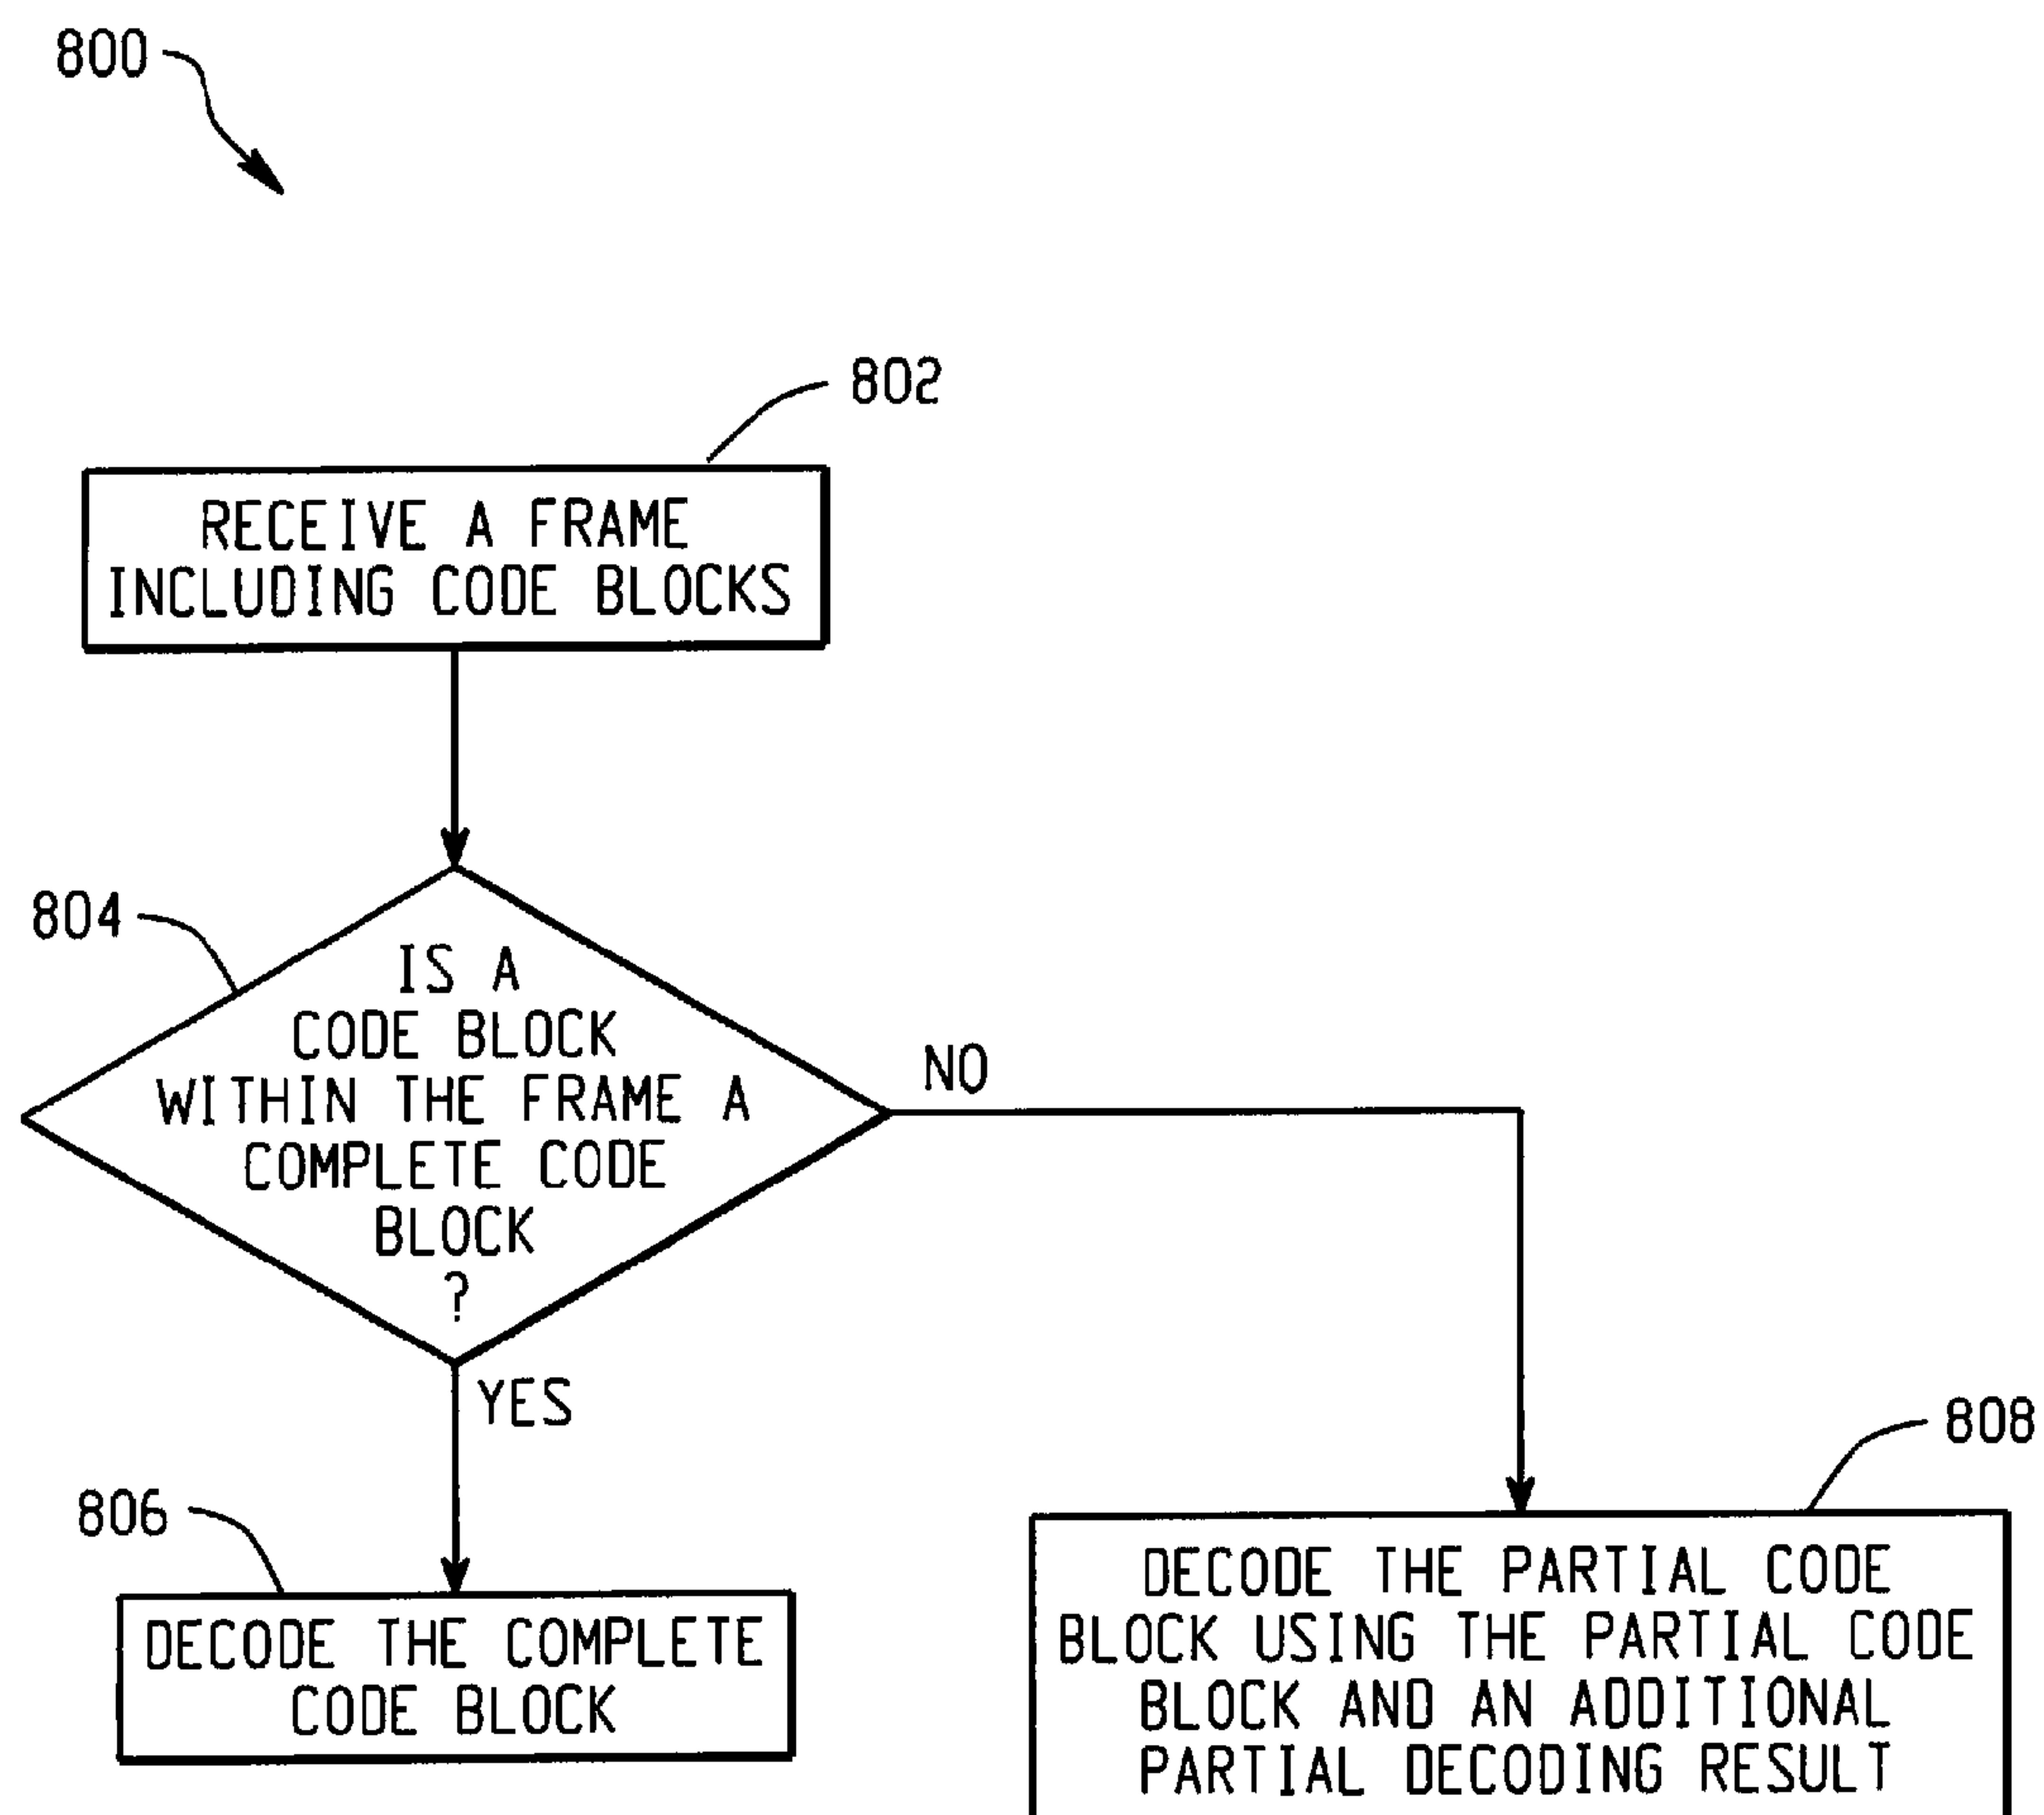 800
802
RECEIVE A FRAME
INCLUDING CODE BLOCKS
804
IS A
CODE BLOCK
WITHIN THE FRAME A
COMPLETE CODE
BLOCK
?
NO
YES
806
DECODE THE COMPLETE
CODE BLOCK
808
DECODE THE PARTIAL CODE
BLOCK USING THE PARTIAL CODE
BLOCK AND AN ADDITIONAL
PARTIAL DECODING RESULT